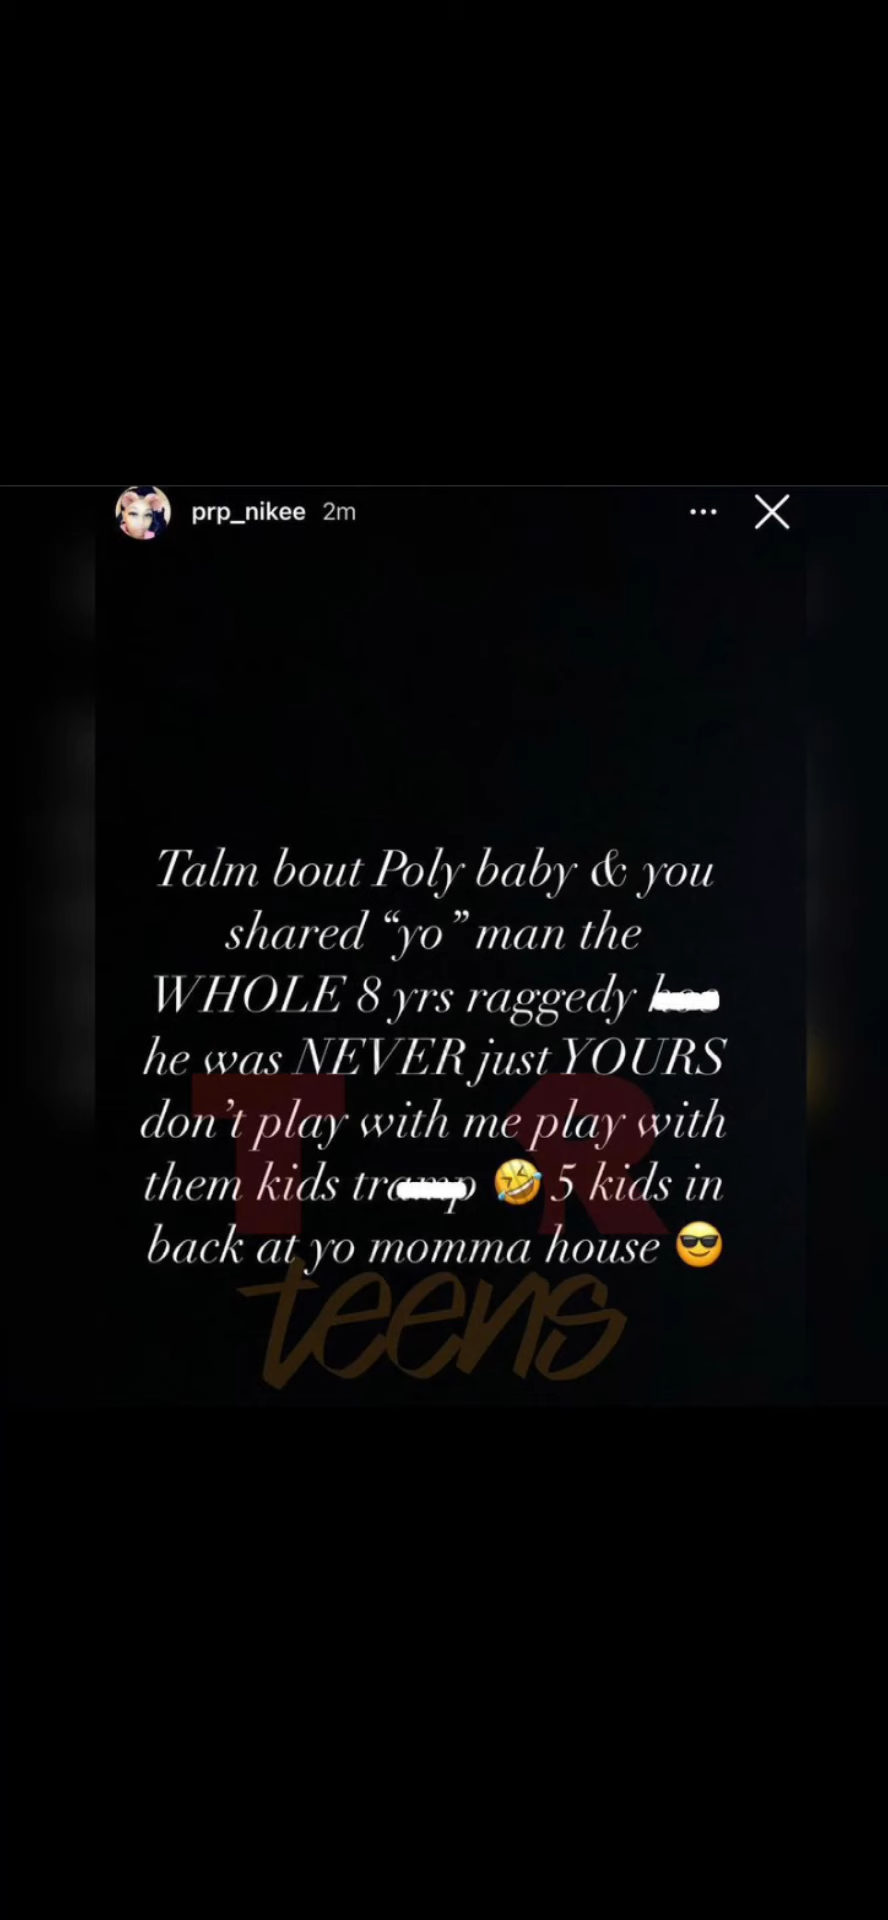 prp_nikee 2m
Talm bout Poly baby & you
shared “yo” man the
WHOLE 8 yrs raggedy
he was NEVER just YOURS
don’t play with me play with
them kids tramp 🤣 5 kids in
back at yo momma house 😎
T R
teens